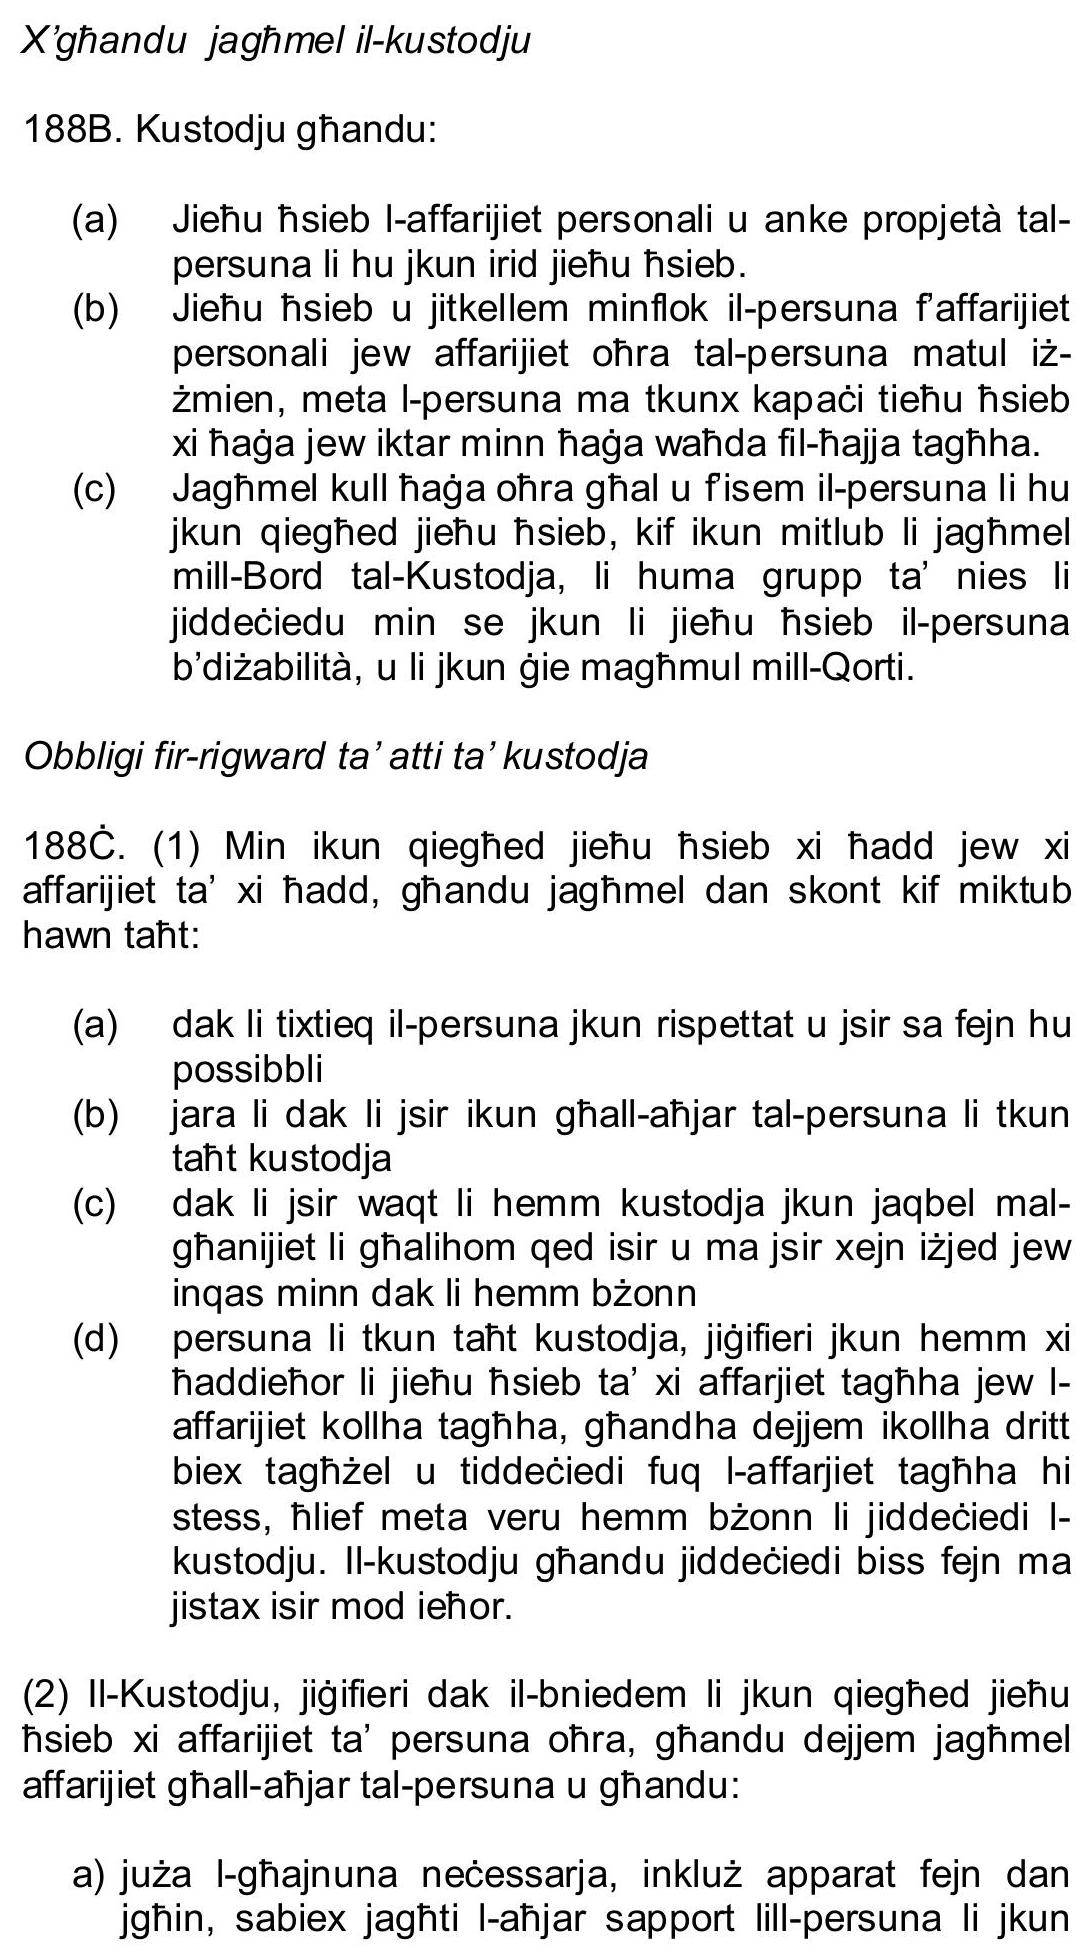 X'għandu jagħmel il-kustodju
188B. Kustodju għandu:
(a) Jieħu ħsieb l-affarijiet personali u anke propjetà tal-
persuna li hu jkun irid jieħu ħsieb.
(b) Jieħu ħsieb u jitkellem minflok il-persuna f'affarijiet
personali jew affarijiet oħra tal-persuna matul iż-
żmien, meta l-persuna ma tkunx kapaċi tieħu ħsieb
xi ħaġa jew iktar minn ħaġa waħda fil-ħajja tagħha.
(c) Jagħmel kull ħaġa oħra għal u f'isem il-persuna li hu
jkun qiegħed jieħu ħsieb, kif ikun mitlub li jagħmel
mill-Bord tal-Kustodja, li huma grupp ta' nies li
jiddeċiedu min se jkun li jieħu ħsieb il-persuna
b'diżabilità, u li jkun ġie magħmul mill-Qorti.
Obbligi fir-rigward ta' atti ta' kustodja
188Ċ. (1) Min ikun qiegħed jieħu ħsieb xi ħadd jew xi
affarijiet ta' xi ħadd, għandu jagħmel dan skont kif miktub
hawn taħt:
(a) dak li tixtieq il-persuna jkun rispettat u jsir sa fejn hu
possibbli
(b) jara li dak li jsir ikun għall-aħjar tal-persuna li tkun
taħt kustodja
(c) dak li jsir waqt li hemm kustodja jkun jaqbel mal-
għanijiet li għalihom qed isir u ma jsir xejn iżjed jew
inqas minn dak li hemm bżonn
(d) persuna li tkun taħt kustodja, jiġifieri jkun hemm xi
ħaddieħor li jieħu ħsieb ta' xi affarjiet tagħha jew l-
affarijiet kollha tagħha, għandha dejjem ikollha dritt
biex tagħżel u tiddeċiedi fuq l-affarjiet tagħha hi
stess, ħlief meta veru hemm bżonn li jiddeċiedi l-
kustodju. Il-kustodju għandu jiddeċiedi biss fejn ma
jistax isir mod ieħor.
(2) Il-Kustodju, jiġifieri dak il-bniedem li jkun qiegħed jieħu
ħsieb xi affarijiet ta' persuna oħra, għandu dejjem jagħmel
affarijiet għall-aħjar tal-persuna u għandu:
a) juża l-għajnuna neċessarja, inkluż apparat fejn dan
jgħin, sabiex jagħti l-aħjar sapport lill-persuna li jkun